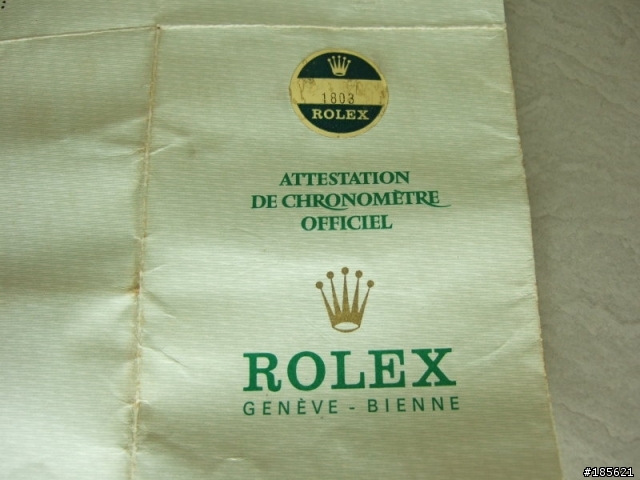 1803
ROLEX
ATTESTATION
DE CHRONOMÈTRE
OFFICIEL
ROLEX
GENÈVE - BIENNE
#185621